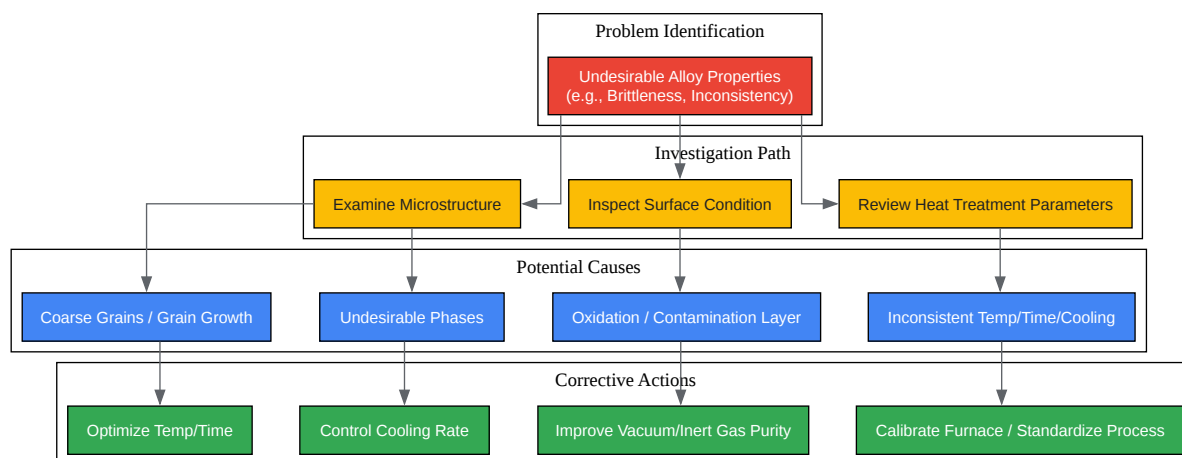 Problem Identification
Undesirable Alloy Properties
(e.g., Brittleness, Inconsistency)
Investigation Path
Examine Microstructure
Inspect Surface Condition
Review Heat Treatment Parameters
Potential Causes
Coarse Grains / Grain Growth
Undesirable Phases
Oxidation / Contamination Layer
Inconsistent Temp/Time/Cooling
Corrective Actions
Optimize Temp/Time
Control Cooling Rate
Improve Vacuum/Inert Gas Purity
Calibrate Furnace / Standardize Process